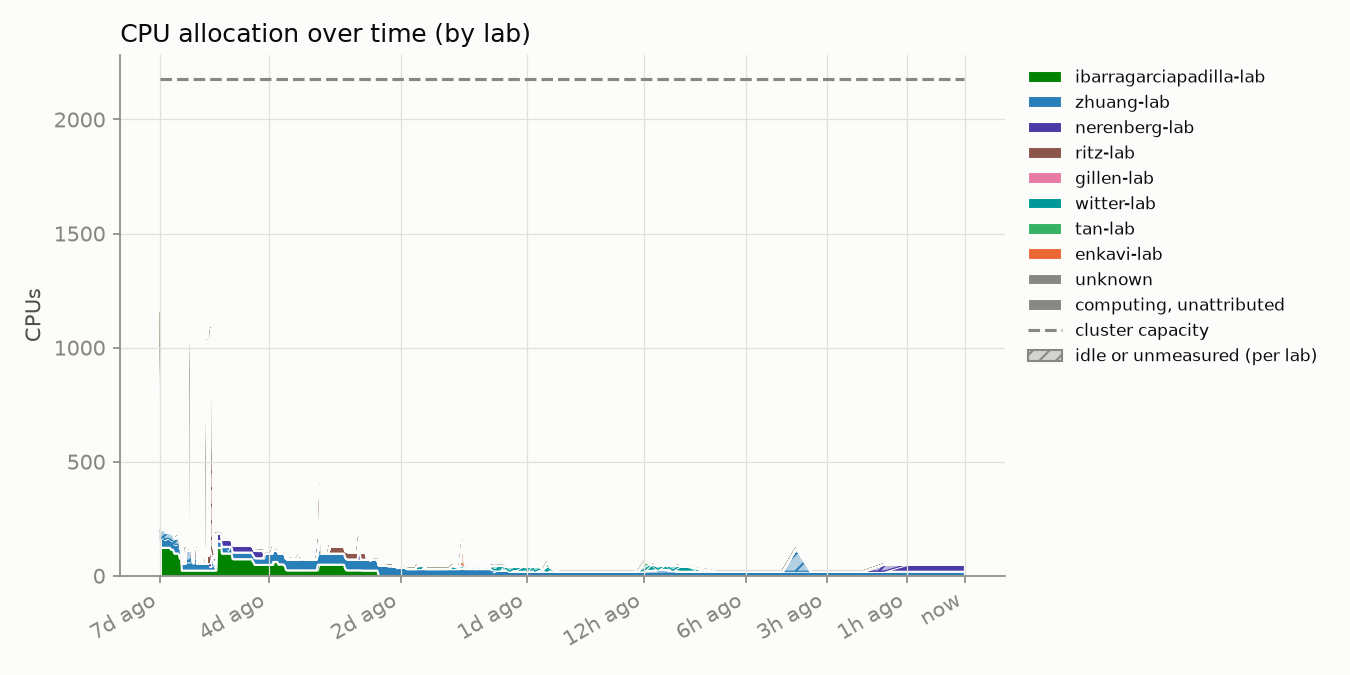 CPU allocation over time (by lab)
CPUs
2000
1500
1000
500
0
7d ago
4d ago
2d ago
1d ago
12h ago
6h ago
3h ago
1h ago
now
ibarragarciapadilla-lab
zhuang-lab
nerenberg-lab
ritz-lab
gillen-lab
witter-lab
tan-lab
enkavi-lab
unknown
computing, unattributed
cluster capacity
idle or unmeasured (per lab)